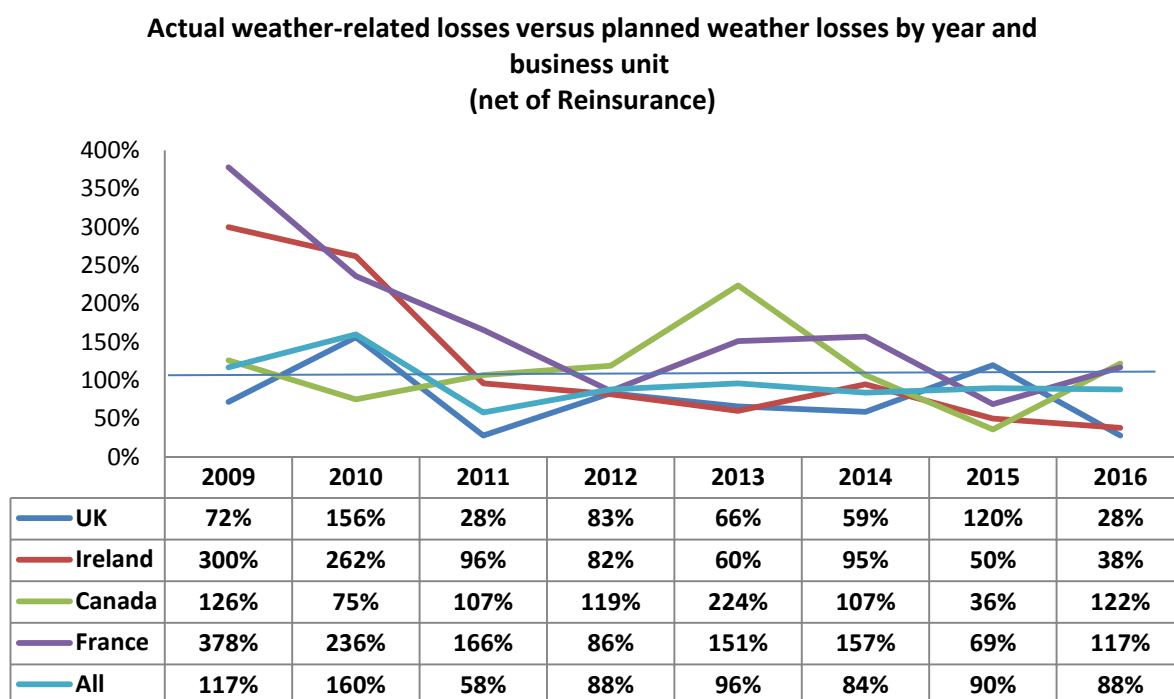 Actual weather-related losses versus planned weather losses by year and
business unit
(net of Reinsurance)
400%
350%
300%
250%
200%
150%
100%
50%
0%
2009 2010 2011 2012 2013 2014 2015 2016
UK 72% 156% 28% 83% 66% 59% 120% 28%
Ireland 300% 262% 96% 82% 60% 95% 50% 38%
Canada 126% 75% 107% 119% 224% 107% 36% 122%
France 378% 236% 166% 86% 151% 157% 69% 117%
All 117% 160% 58% 88% 96% 84% 90% 88%